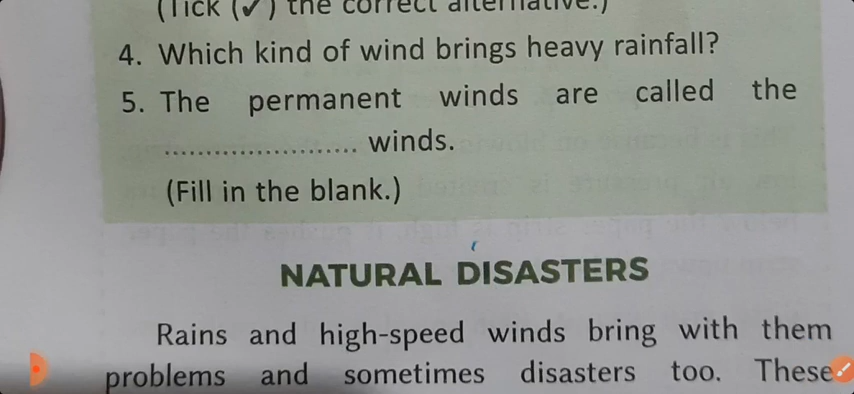 (Tick (✓) the correct alternative.)
4. Which kind of wind brings heavy rainfall?
5. The permanent winds are called the
........................ winds.
(Fill in the blank.)
NATURAL DISASTERS
Rains and high-speed winds bring with them
problems and sometimes disasters too. These